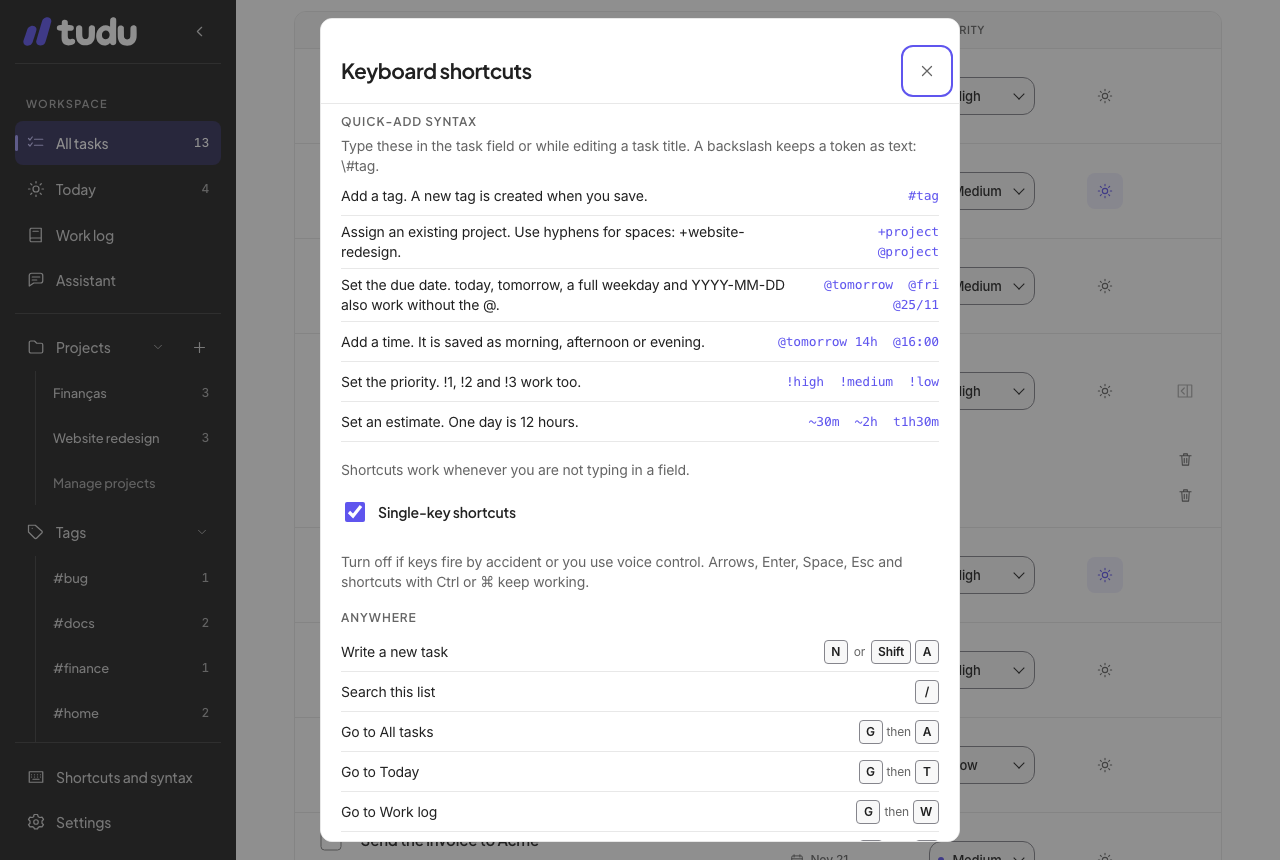 tudu
WORKSPACE
All tasks 13
Today 4
Work log
Assistant
Projects
Finanças 3
Website redesign 3
Manage projects
Tags
#bug 1
#docs 2
#finance 1
#home 2
Shortcuts and syntax
Settings
Keyboard shortcuts
QUICK-ADD SYNTAX
Type these in the task field or while editing a task title. A backslash keeps a token as text:
\#tag.
Add a tag. A new tag is created when you save. #tag
Assign an existing project. Use hyphens for spaces: +website- +project
redesign. @project
Set the due date. today, tomorrow, a full weekday and YYYY-MM-DD @tomorrow @fri
also work without the @. @25/11
Add a time. It is saved as morning, afternoon or evening. @tomorrow 14h @16:00
Set the priority. !1, !2 and !3 work too. !high !medium !low
Set an estimate. One day is 12 hours. ~30m ~2h t1h30m
Shortcuts work whenever you are not typing in a field.
Single-key shortcuts
Turn off if keys fire by accident or you use voice control. Arrows, Enter, Space, Esc and
shortcuts with Ctrl or ⌘ keep working.
ANYWHERE
Write a new task N or Shift A
Search this list /
Go to All tasks G then A
Go to Today G then T
Go to Work log G then W
Send the invoice to Acme
Nov 21
Medium